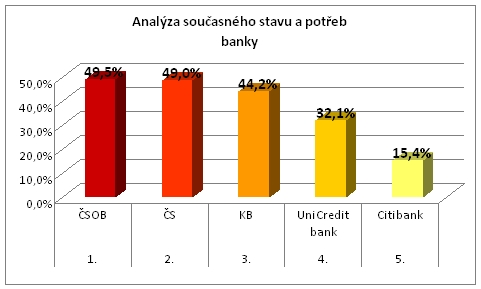 Analýza současného stavu a potřeb
banky
49,5%
49,0%
44,2%
32,1%
15,4%
50,0%
40,0%
30,0%
20,0%
10,0%
0,0%
ČSOB
ČS
KB
UniCredit
bank
Citibank
1.
2.
3.
4.
5.